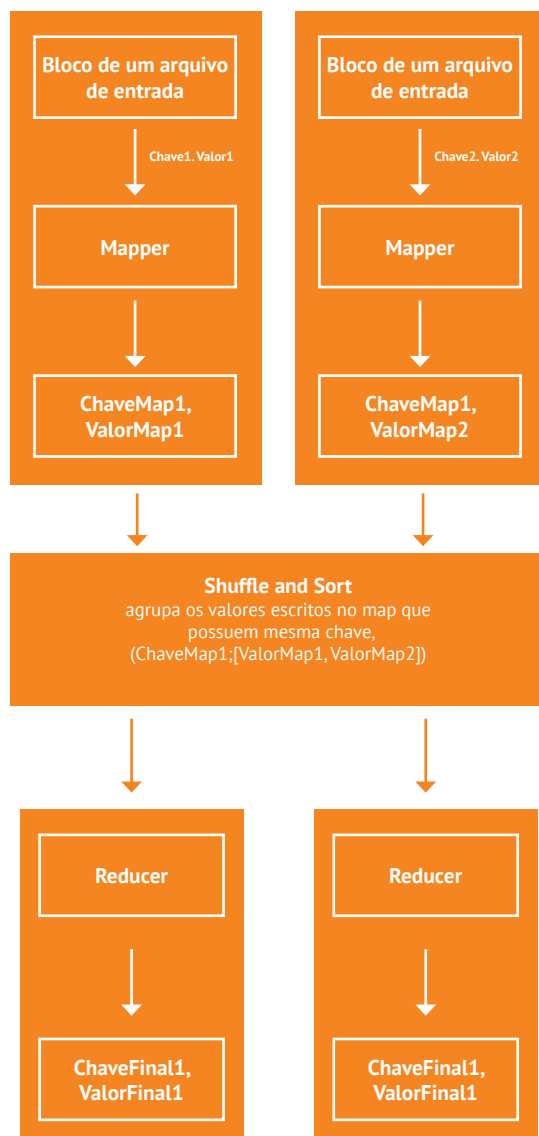 Bloco de um arquivo
de entrada
Chave1. Valor1
Mapper
ChaveMap1,
ValorMap1
Bloco de um arquivo
de entrada
Chave2. Valor2
Mapper
ChaveMap1,
ValorMap2
Shuffle and Sort
agrupa os valores escritos no map que
possuem mesma chave,
(ChaveMap1;[ValorMap1, ValorMap2])
Reducer
ChaveFinal1,
ValorFinal1
Reducer
ChaveFinal1,
ValorFinal1